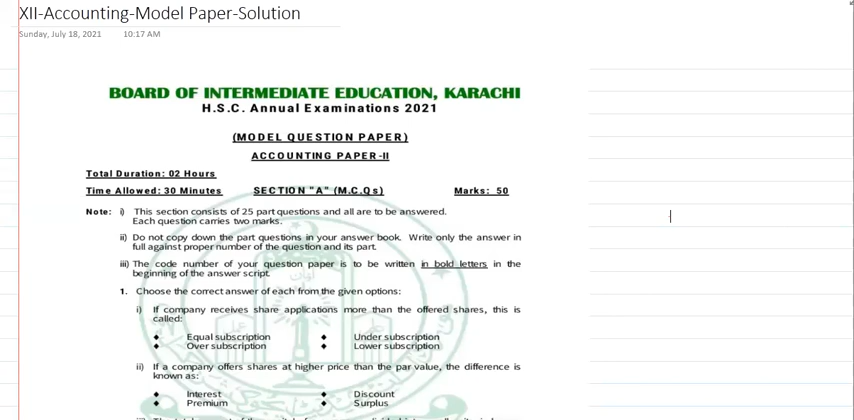 XII-Accounting-Model Paper-Solution
Sunday, July 18, 2021 10:17 AM
BOARD OF INTERMEDIATE EDUCATION, KARACHI
H.S.C. Annual Examinations 2021
(MODEL QUESTION PAPER)
ACCOUNTING PAPER-II
Total Duration: 02 Hours
Time Allowed: 30 Minutes SECTION "A" (M.C.Qs) Marks: 50
Note: i) This section consists of 25 part questions and all are to be answered.
Each question carries two marks.
ii) Do not copy down the part questions in your answer book. Write only the answer in
full against proper number of the question and its part.
iii) The code number of your question paper is to be written in bold letters in the
beginning of the answer script.
1. Choose the correct answer of each from the given options:
i) If company receives share applications more than the offered shares, this is
called:
◆ Equal subscription ◆ Under subscription
◆ Over subscription ◆ Lower subscription
ii) If a company offers shares at higher price than the par value, the difference is
known as:
◆ Interest ◆ Discount
◆ Premium ◆ Surplus